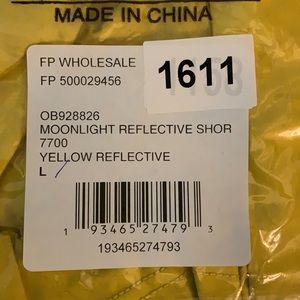 MADE IN CHINA
FP WHOLESALE
FP 500029456
1611
OB928826
MOONLIGHT REFLECTIVE SHOR
7700
YELLOW REFLECTIVE
L
1 93465 27479 3
193465274793